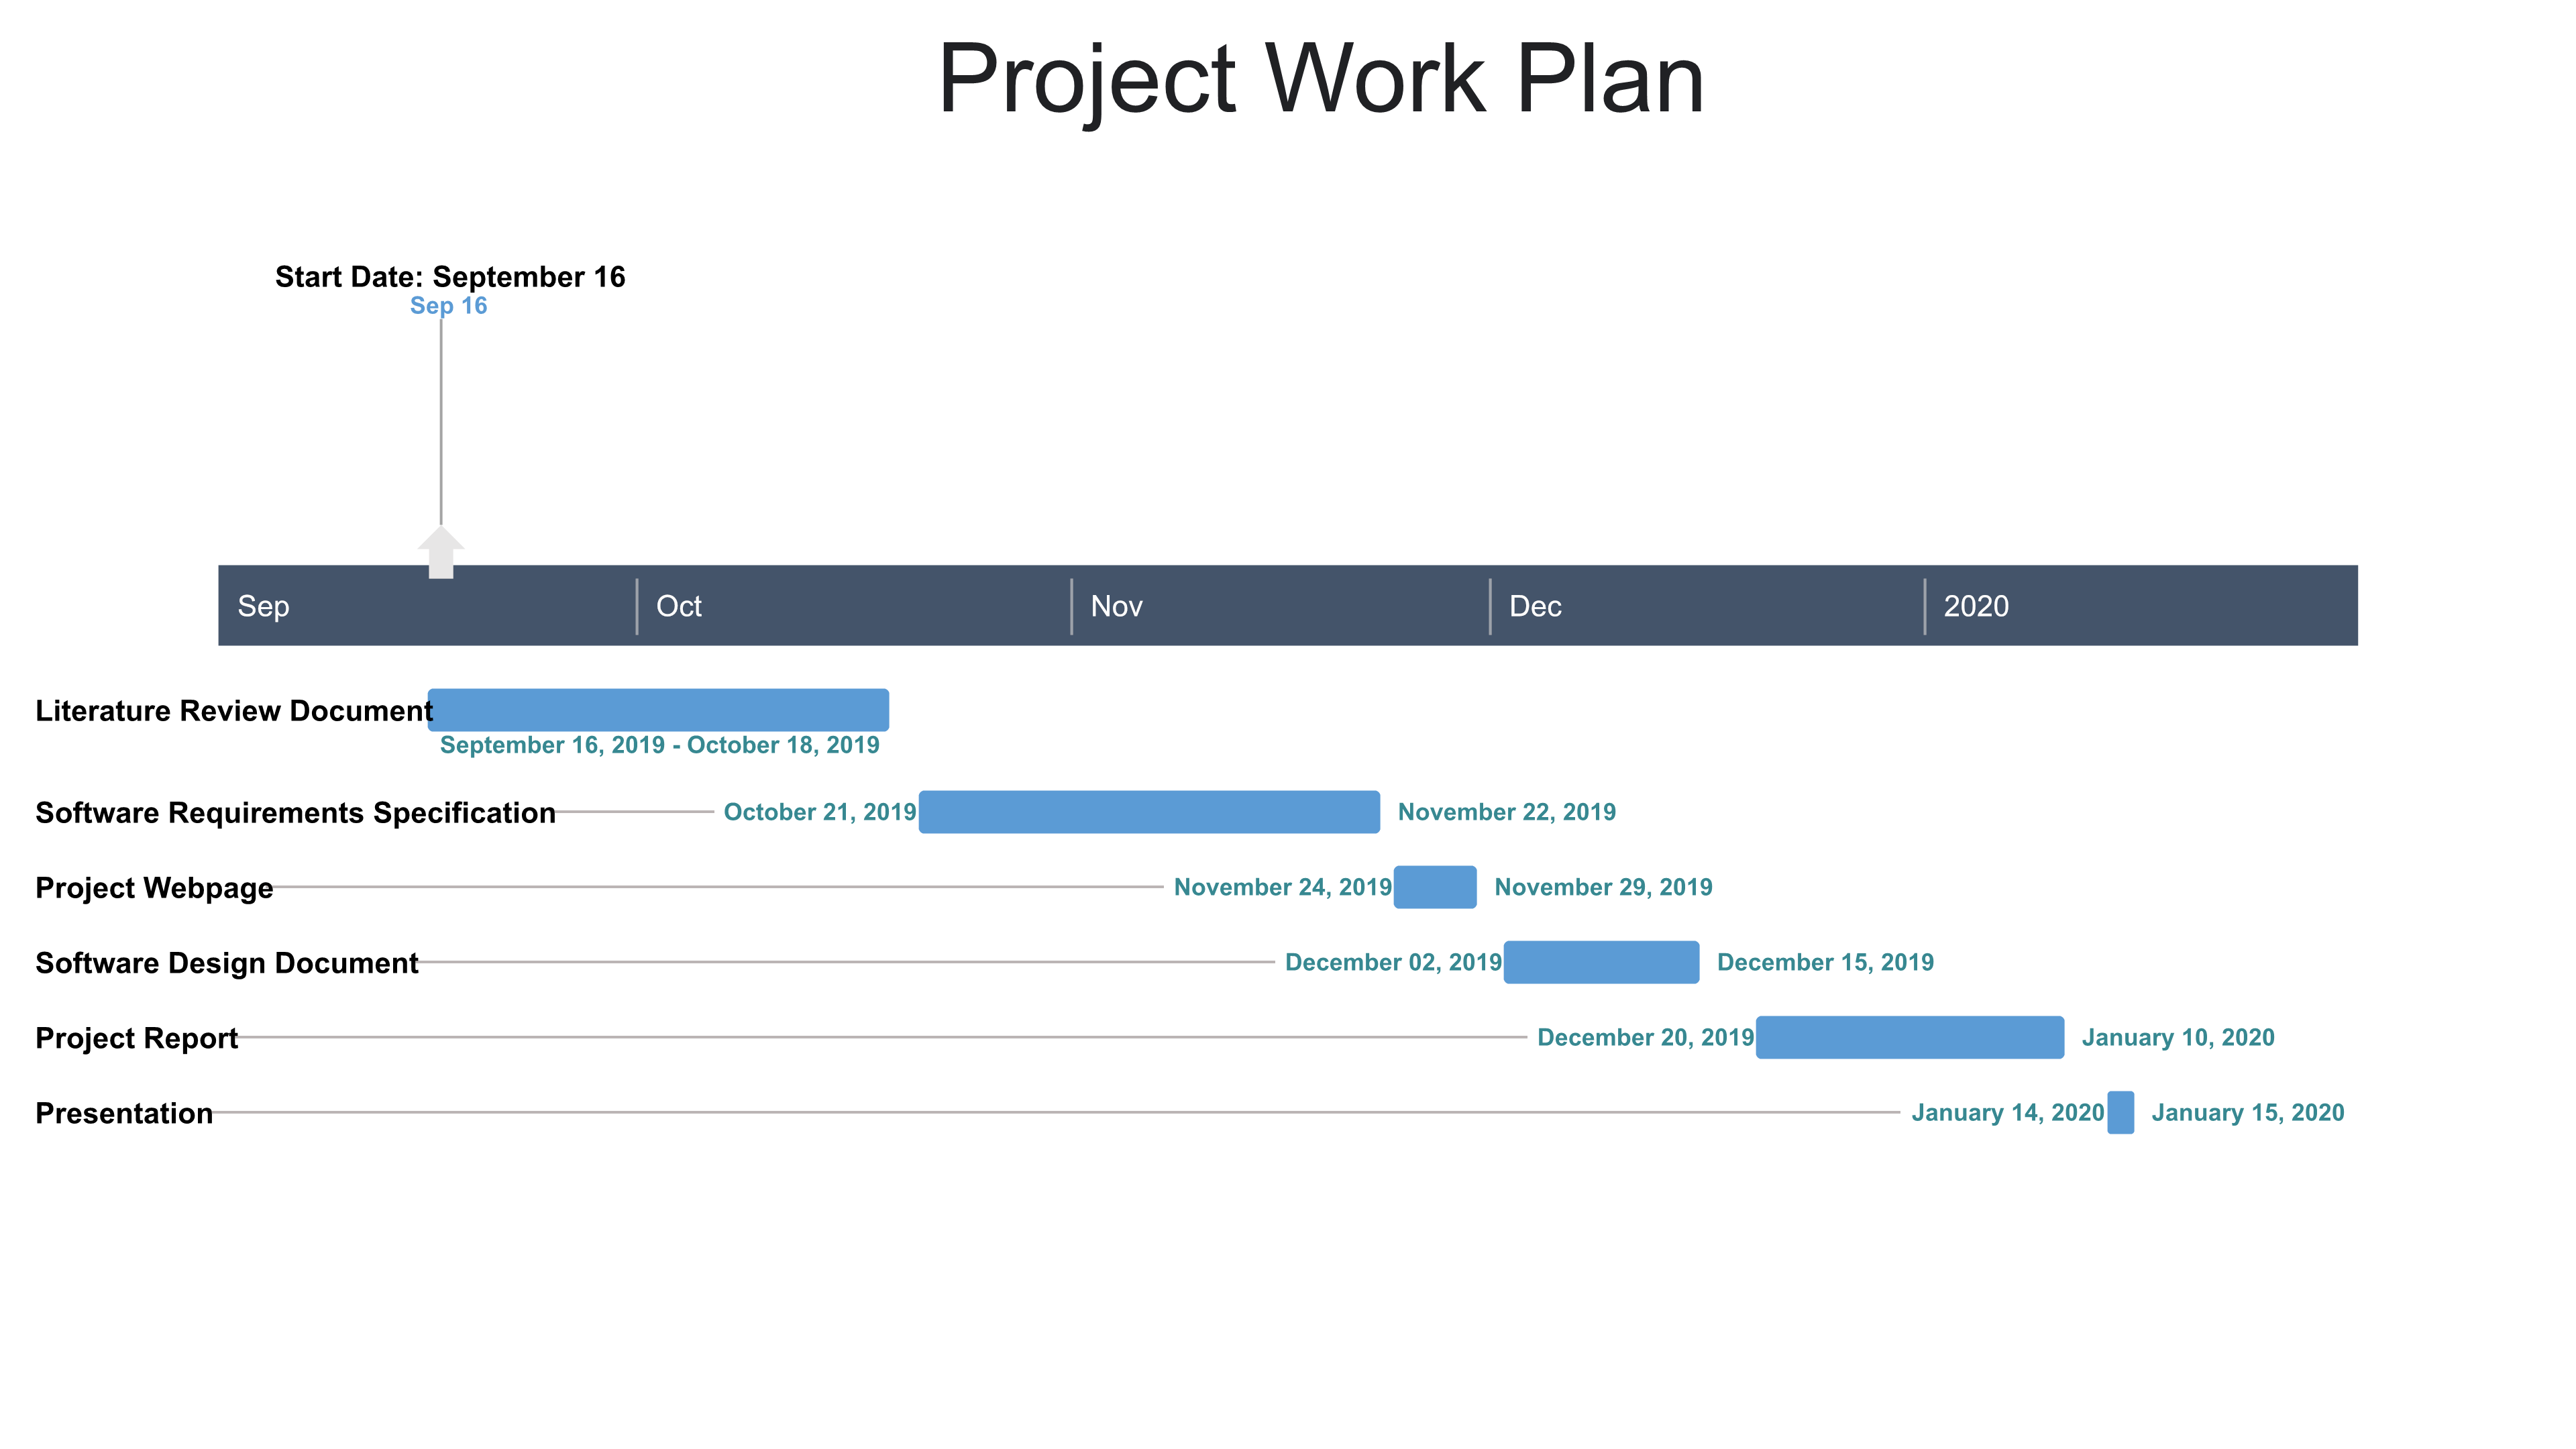 Project Work Plan
Start Date: September 16
Sep 16
Sep Oct Nov Dec 2020
Literature Review Document
September 16, 2019 - October 18, 2019
Software Requirements Specification October 21, 2019 November 22, 2019
Project Webpage November 24, 2019 November 29, 2019
Software Design Document December 02, 2019 December 15, 2019
Project Report December 20, 2019 January 10, 2020
Presentation January 14, 2020 January 15, 2020